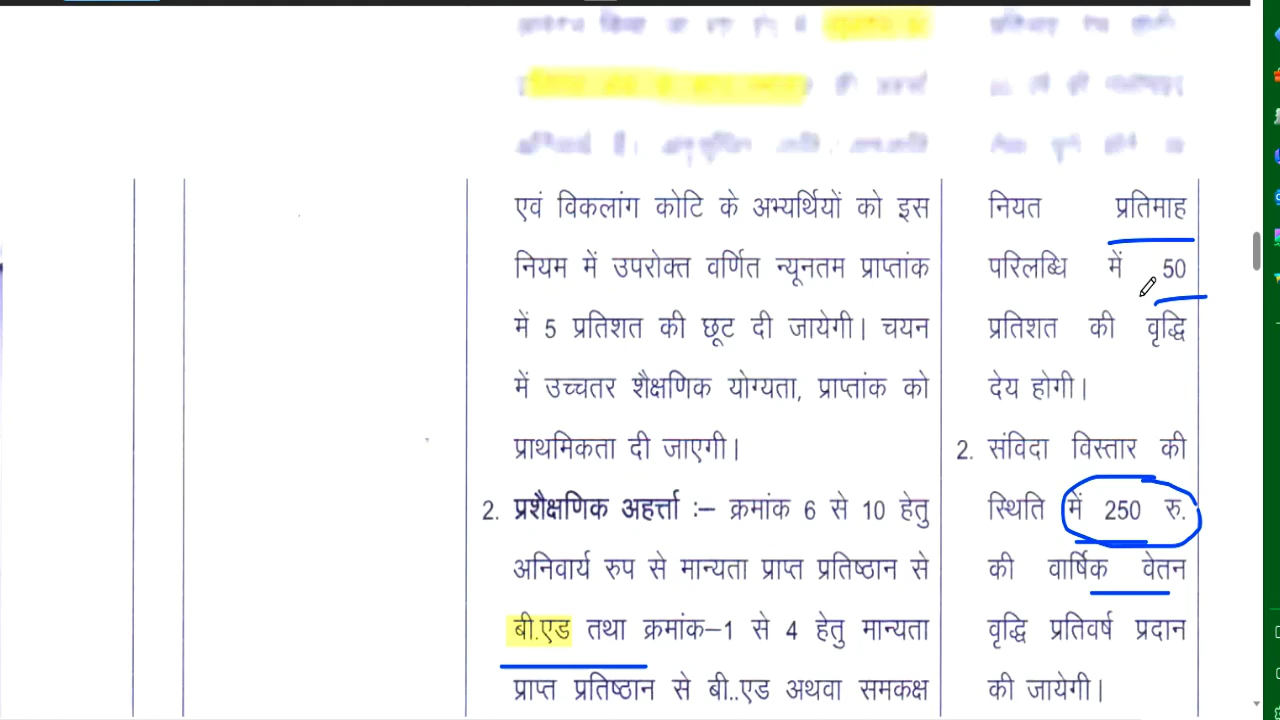 एवं विकलांग कोटि के अभ्यर्थियों को इस
नियम में उपरोक्त वर्णित न्यूनतम प्राप्तांक
में 5 प्रतिशत की छूट दी जायेगी। चयन
में उच्चतर शैक्षणिक योग्यता, प्राप्तांक को
प्राथमिकता दी जाएगी।
2. प्रशैक्षणिक अहर्त्ता :– क्रमांक 6 से 10 हेतु
अनिवार्य रुप से मान्यता प्राप्त प्रतिष्ठान से
बी.एड तथा क्रमांक–1 से 4 हेतु मान्यता
प्राप्त प्रतिष्ठान से बी..एड अथवा समकक्ष
नियत प्रतिमाह
परिलब्धि में 50
प्रतिशत की वृद्धि
देय होगी।
2. संविदा विस्तार की
स्थिति में 250 रु.
की वार्षिक वेतन
वृद्धि प्रतिवर्ष प्रदान
की जायेगी।